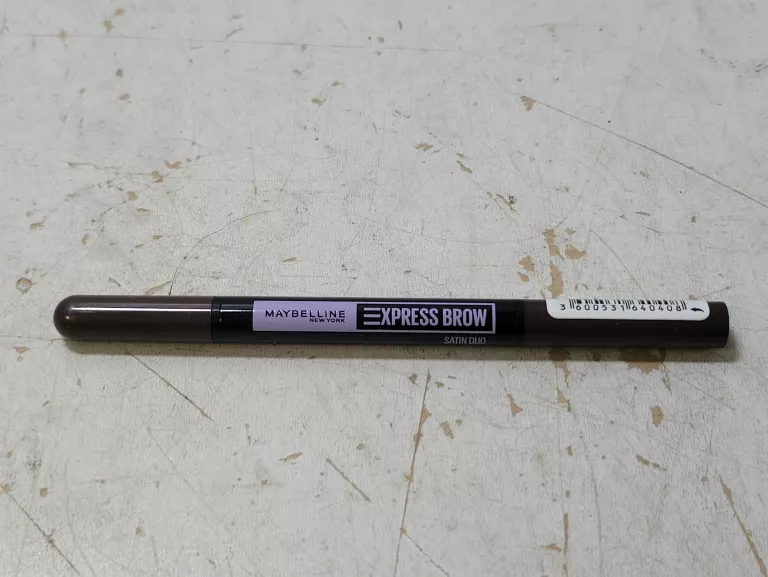 MAYBELLINE
NEW YORK
EXPRESS BROW
SATIN DUO
3 600531 640408